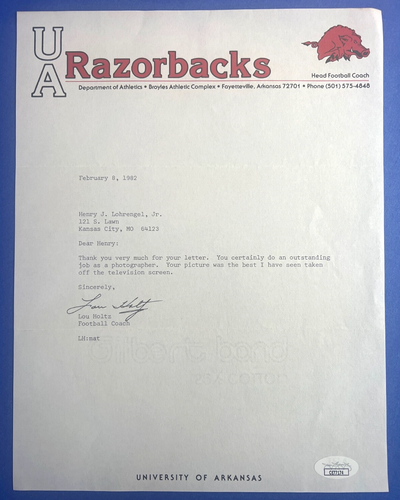 UA Razorbacks
Head Football Coach
Department of Athletics • Broyles Athletic Complex • Fayetteville, Arkansas 72701 • Phone (501) 575-4848
February 8, 1982
Henry J. Lohrengel, Jr.
121 S. Lawn
Kansas City, MO 64123
Dear Henry:
Thank you very much for your letter. You certainly do an outstanding
job as a photographer. Your picture was the best I have seen taken
off the television screen.
Sincerely,
Lou Holtz
Lou Holtz
Football Coach
LH:nat
UNIVERSITY OF ARKANSAS